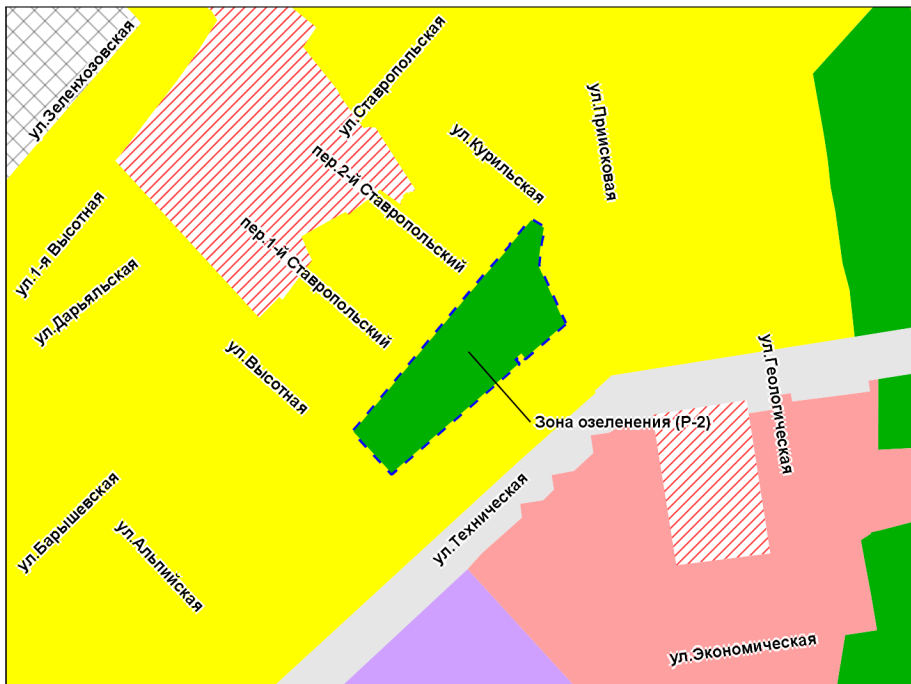 ул.Зеленхозовская
ул.Ставропольская
ул.Приисковая
ул.Курильская
пер.2-й Ставропольский
ул.1-я Высотная
пер.1-й Ставропольский
ул.Дарьяльская
ул.Высотная
ул.Геологическая
Зона озеленения (Р-2)
ул.Барышевская
ул.Техническая
ул.Альпийская
ул.Экономическая